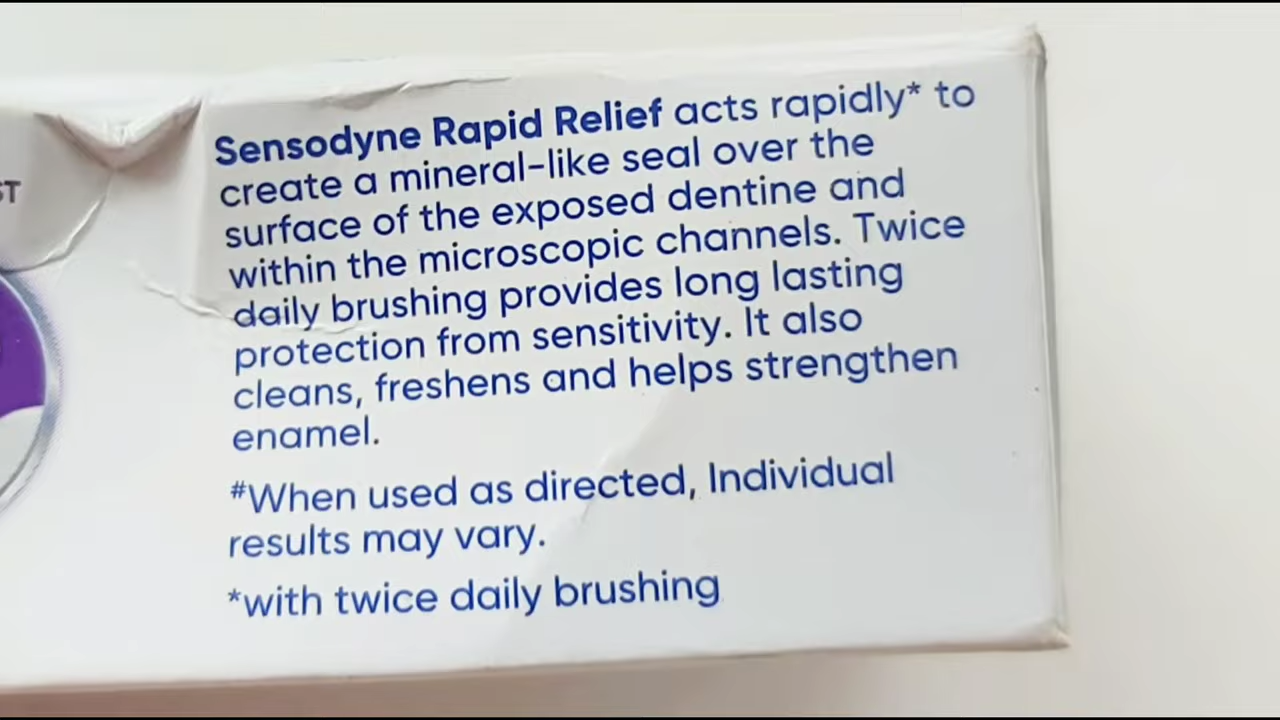 ST
Sensodyne Rapid Relief acts rapidly* to
create a mineral-like seal over the
surface of the exposed dentine and
within the microscopic channels. Twice
daily brushing provides long lasting
protection from sensitivity. It also
cleans, freshens and helps strengthen
enamel.
#When used as directed, Individual
results may vary.
*with twice daily brushing